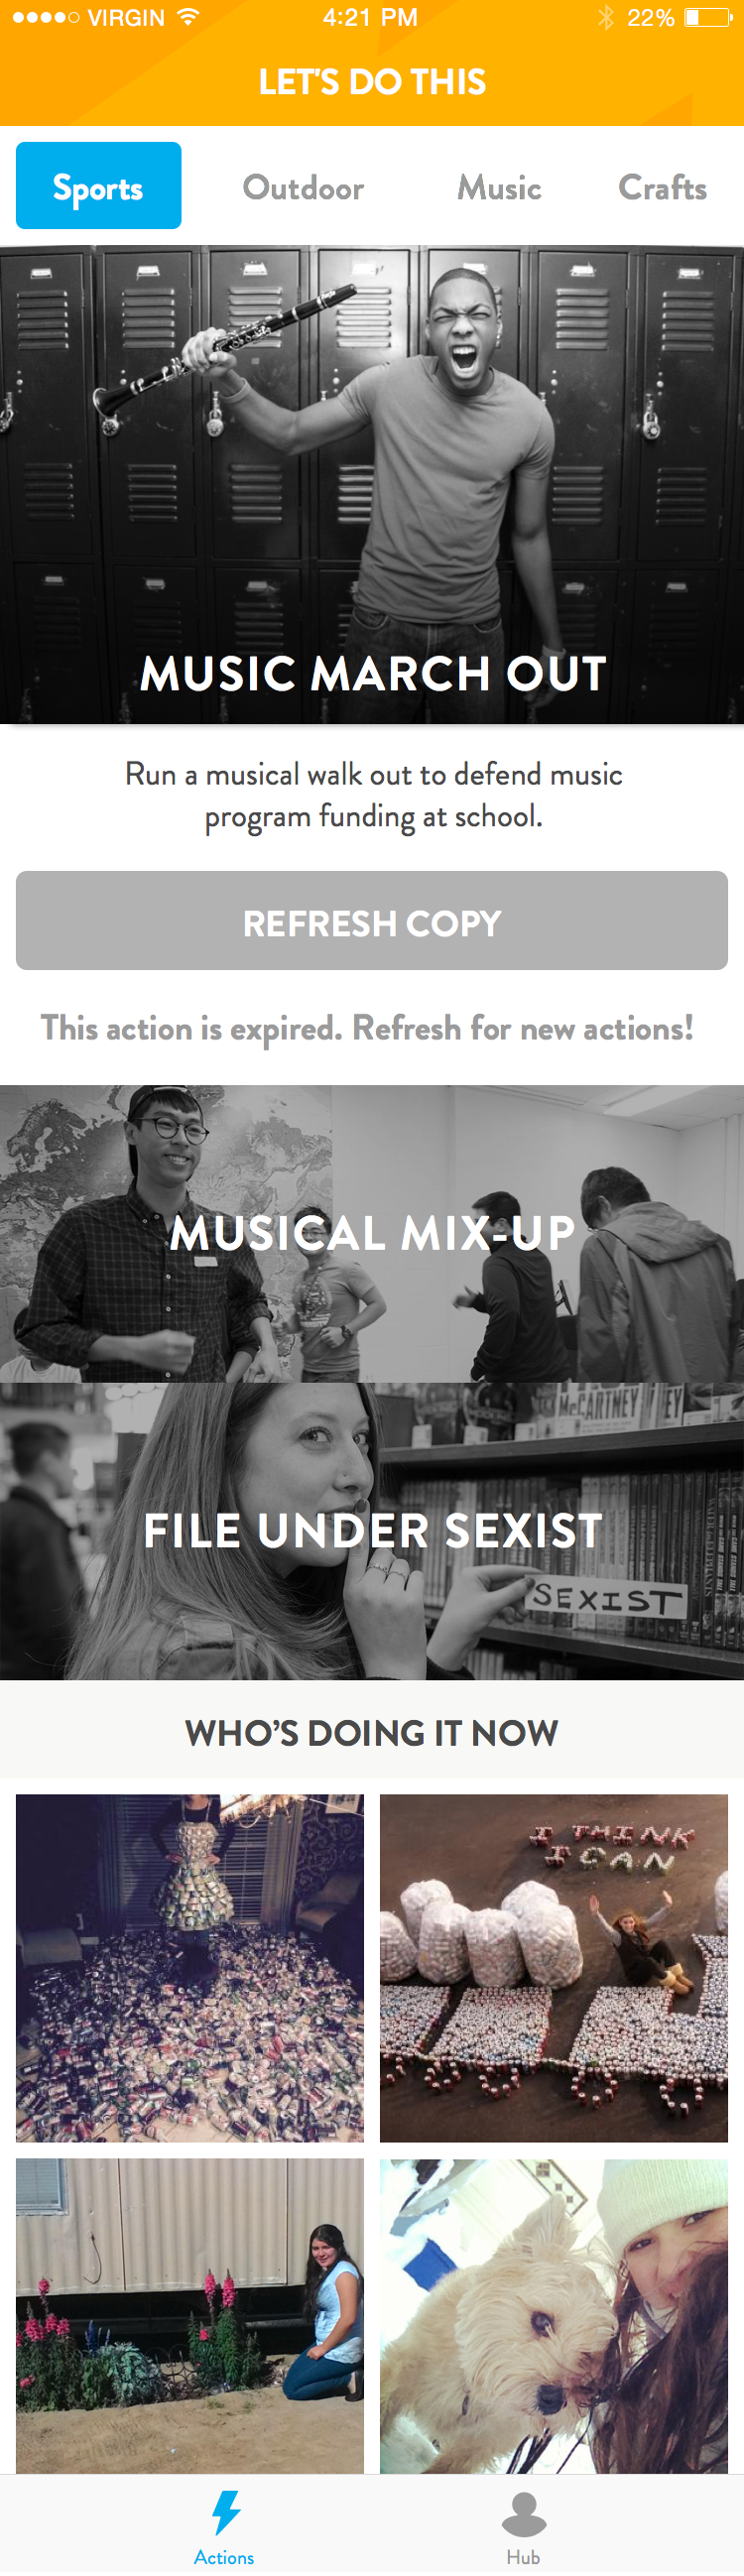 VIRGIN
4:21 PM
22%
LET'S DO THIS
Sports
Outdoor
Music
Crafts
MUSIC MARCH OUT
Run a musical walk out to defend music
program funding at school.
REFRESH COPY
This action is expired. Refresh for new actions!
MUSICAL MIX-UP
McCARTNEY
FILE UNDER SEXIST
SEXIST
WHO'S DOING IT NOW
I THINK
I CAN
Actions
Hub